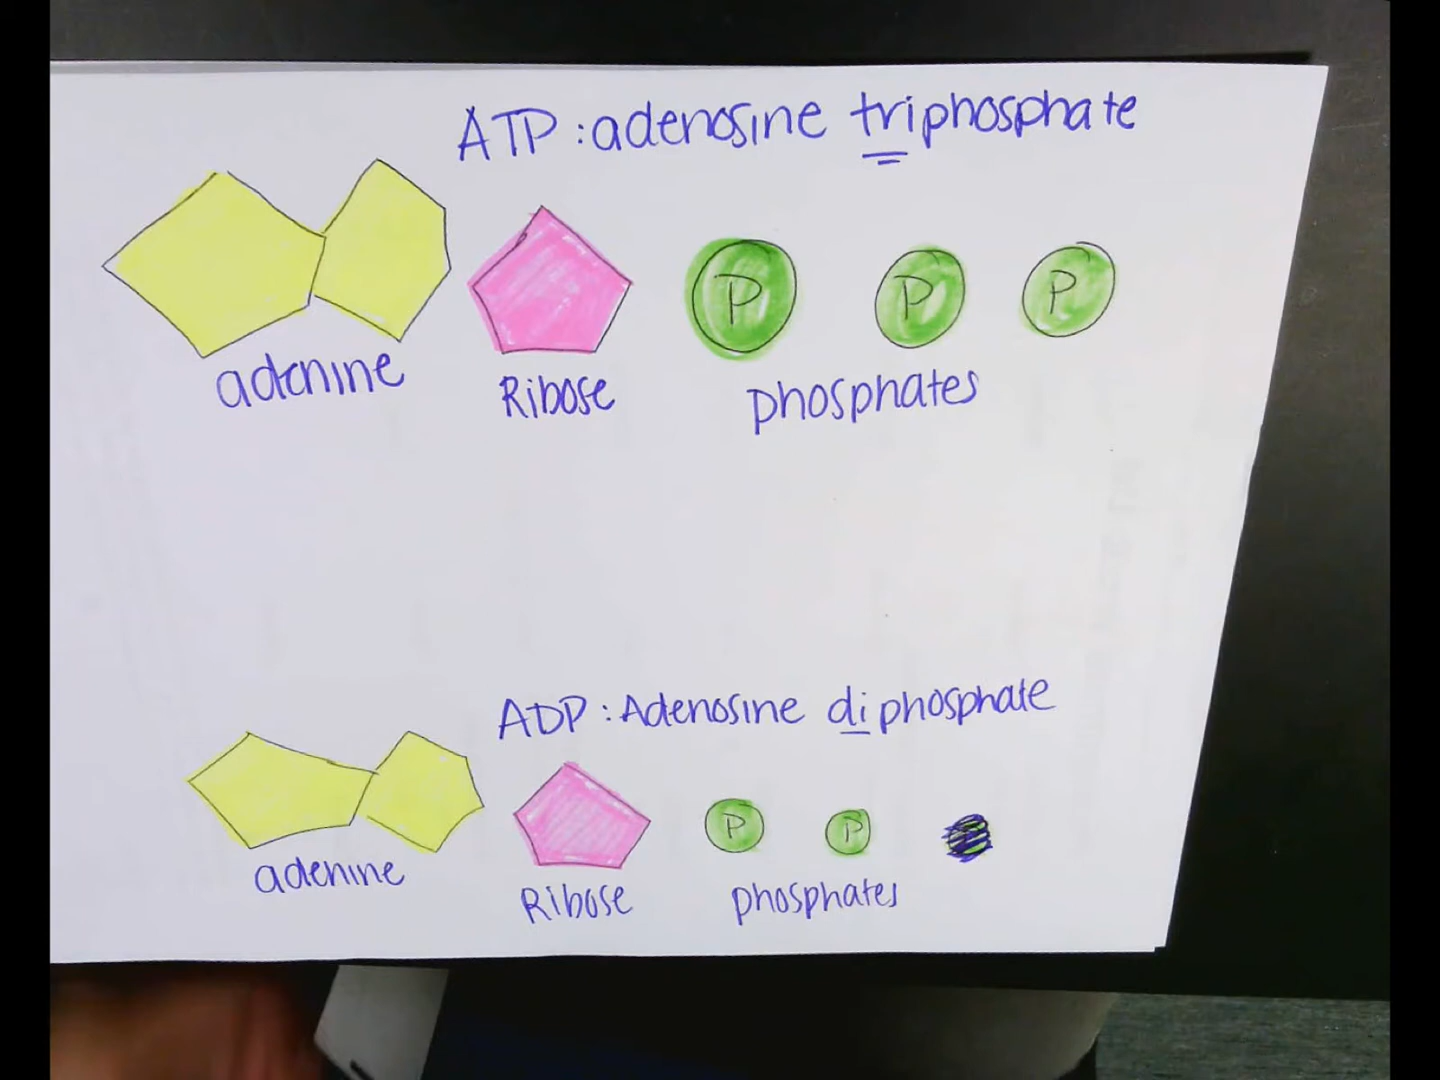 ATP : adenosine triphosphate
P P P
adenine Ribose phosphates
ADP : Adenosine diphosphate
P P
adenine Ribose phosphates